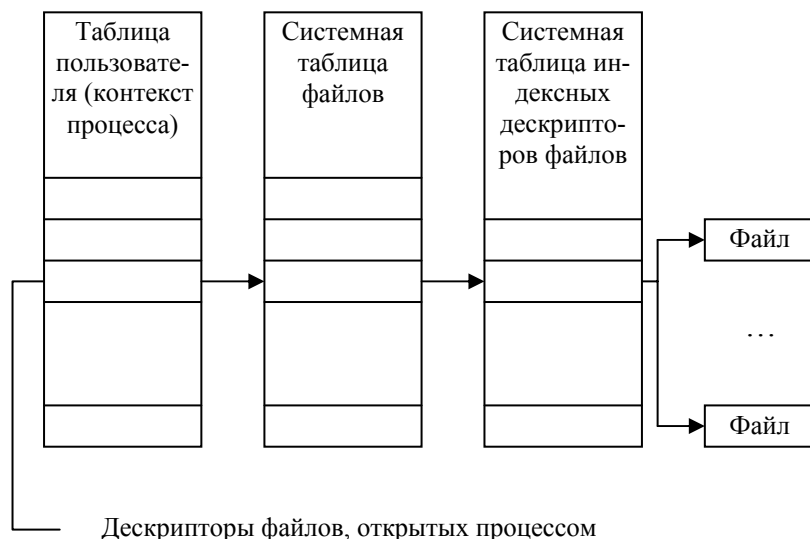 Таблица
пользовате-
ля (контекст
процесса)
Системная
таблица
файлов
Системная
таблица ин-
дексных
дескрипто-
ров файлов
Файл
…
Файл
Дескрипторы файлов, открытых процессом